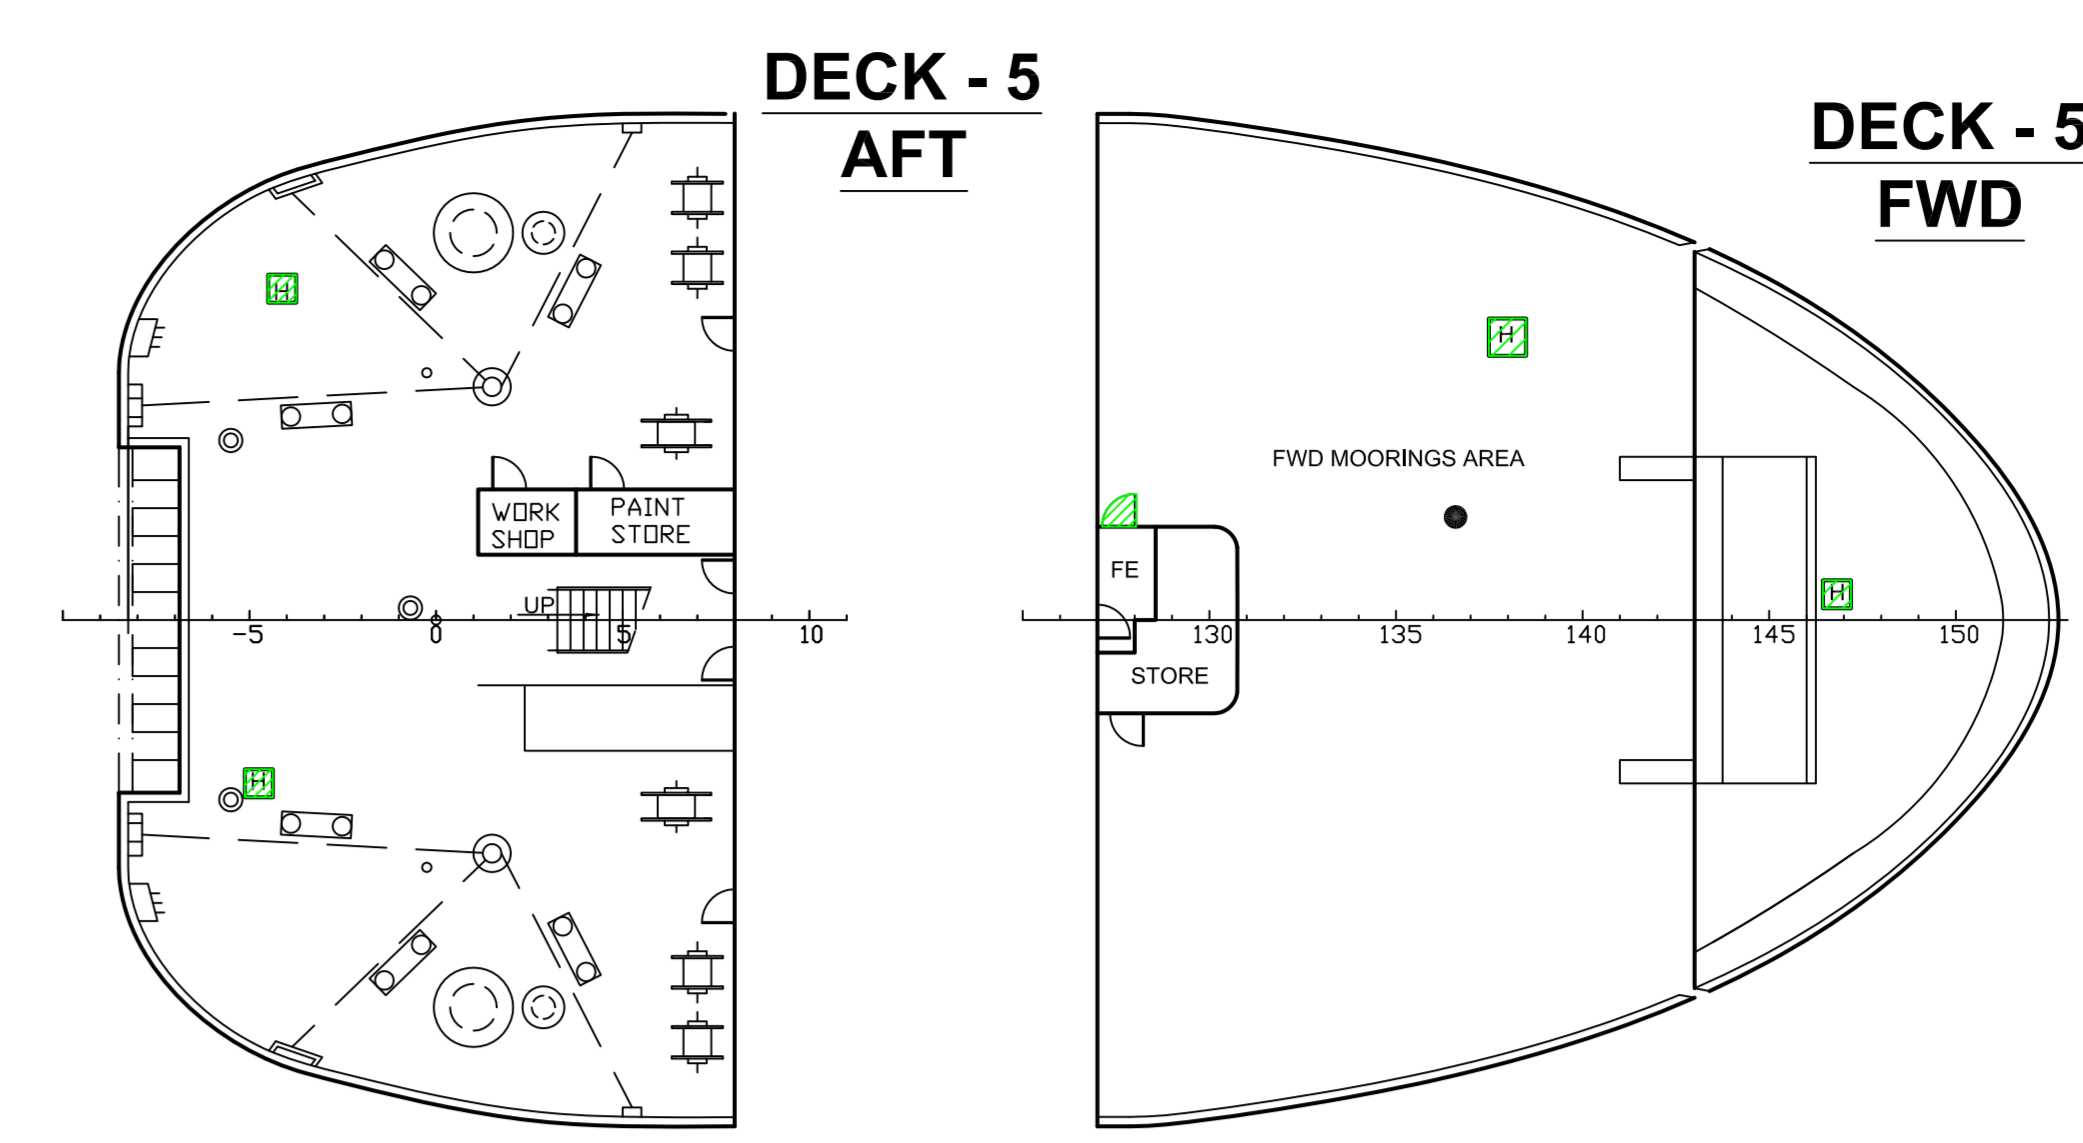 DECK - 5
AFT
DECK - 5
FWD
H
H
FWD MOORINGS AREA
WORK
SHOP
PAINT
STORE
FE
UP
H
-5
0
5
10
130
135
140
145
150
STORE
H